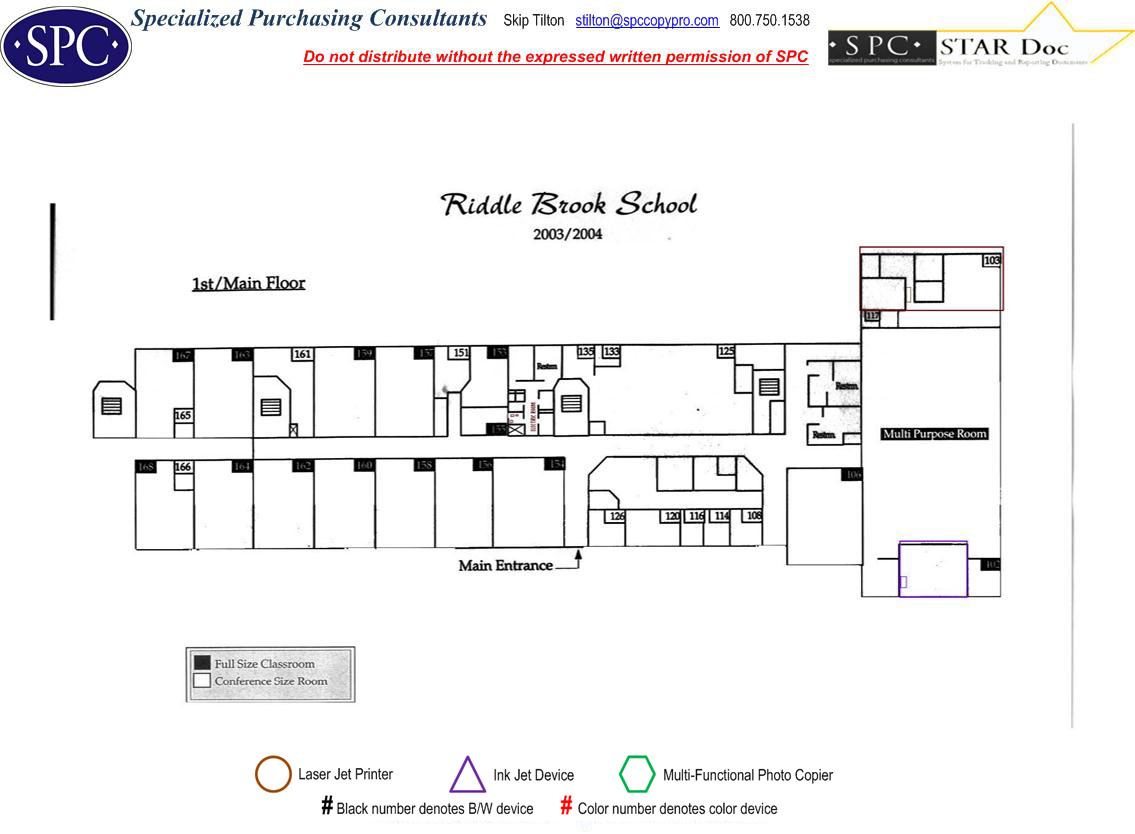 SPC
Specialized Purchasing Consultants Skip Tilton stilton@spccopypro.com 800.750.1538
Do not distribute without the expressed written permission of SPC
SPC STAR Doc
specialized purchasing consultants System for Tracking and Reporting Documents
Riddle Brook School
2003/2004
1st/Main Floor
103
117
167 163 161 159 157 151 153 135 133 125
Restrm.
Restrm.
165
ELECTRIC ROOM
155
Restrm.
Multi Purpose Room
168 166 164 162 160 158 156 154
106
126 120 116 114 108
Main Entrance
102
Full Size Classroom
Conference Size Room
Laser Jet Printer Ink Jet Device Multi-Functional Photo Copier
# Black number denotes B/W device # Color number denotes color device